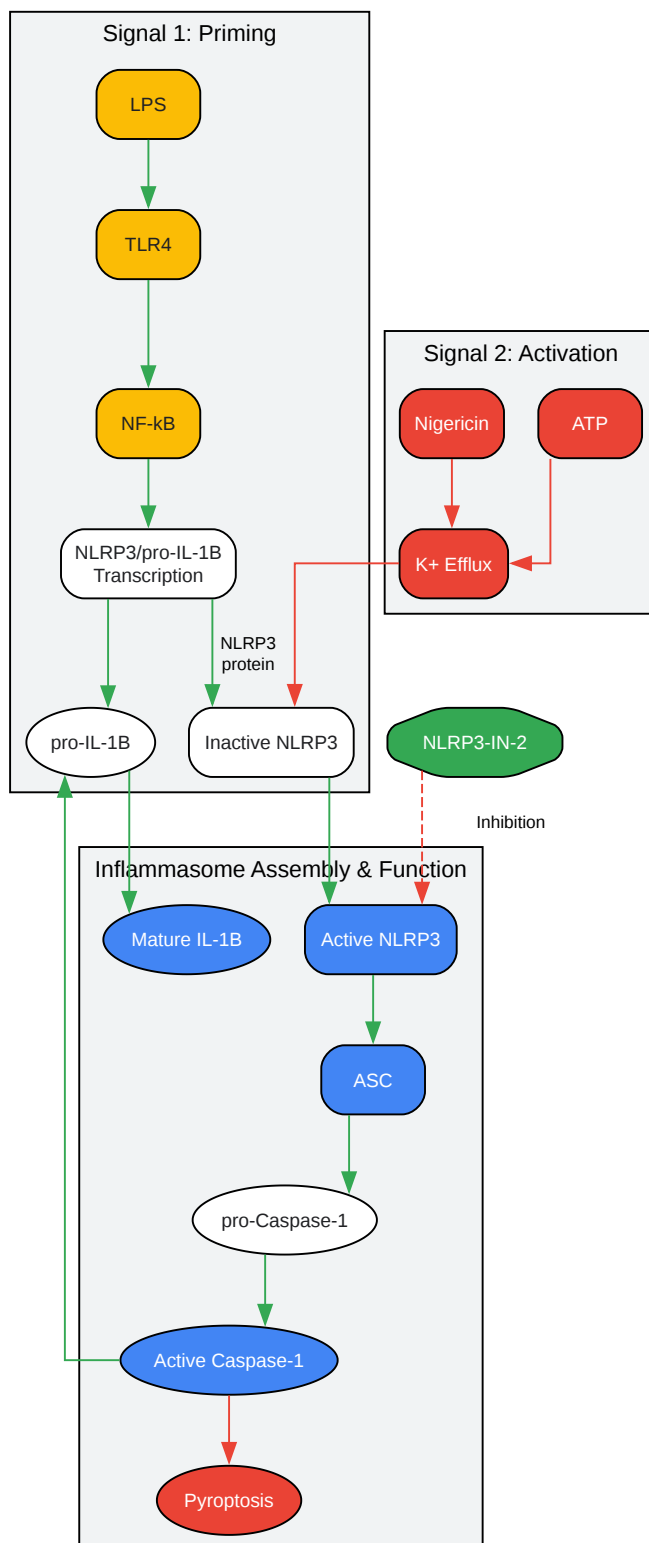 Signal 1: Priming
LPS
TLR4
NF-kB
NLRP3/pro-IL-1B
Transcription
NLRP3
protein
pro-IL-1B
Inactive NLRP3
Signal 2: Activation
Nigericin
ATP
K+ Efflux
NLRP3-IN-2
Inhibition
Inflammasome Assembly & Function
Mature IL-1B
Active NLRP3
ASC
pro-Caspase-1
Active Caspase-1
Pyroptosis